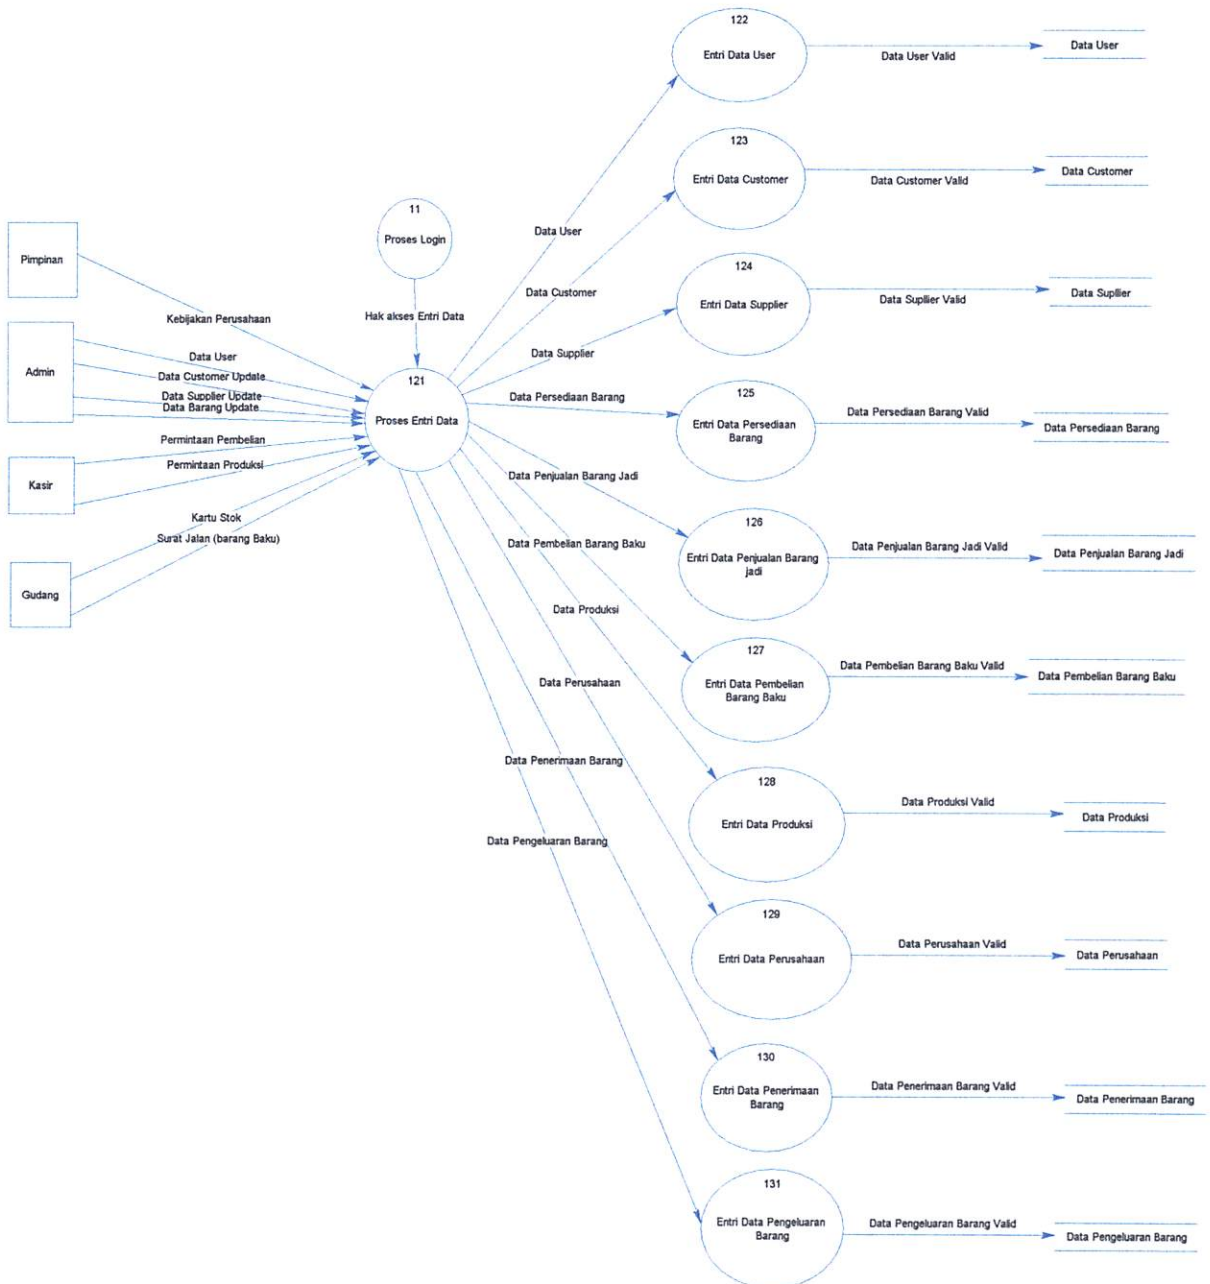 122
Entri Data User
Data User Valid
Data User
123
Entri Data Customer
Data Customer Valid
Data Customer
11
Proses Login
Pimpinan
Data User
124
Entri Data Supplier
Data Supllier Valid
Data Supllier
Data Customer
Hak akses Entri Data
Kebijakan Perusahaan
Admin
Data User
Data Customer Update
Data Supplier Update
Data Barang Update
Data Supplier
121
Proses Entri Data
Data Persediaan Barang
125
Entri Data Persediaan
Barang
Data Persediaan Barang Valid
Data Persediaan Barang
Kasir
Permintaan Pembelian
Permintaan Produksi
Data Penjualan Barang Jadi
Kartu Stok
Surat Jalan (barang Baku)
Gudang
126
Entri Data Penjualan Barang
jadi
Data Penjualan Barang Jadi Valid
Data Penjualan Barang Jadi
Data Pembelian Barang Baku
Data Produksi
127
Entri Data Pembelian
Barang Baku
Data Pembelian Barang Baku Valid
Data Pembelian Barang Baku
Data Perusahaan
Data Penerimaan Barang
128
Entri Data Produksi
Data Produksi Valid
Data Produksi
Data Pengeluaran Barang
129
Entri Data Perusahaan
Data Perusahaan Valid
Data Perusahaan
130
Entri Data Penerimaan
Barang
Data Penerimaan Barang Valid
Data Penerimaan Barang
131
Entri Data Pengeluaran
Barang
Data Pengeluaran Barang Valid
Data Pengeluaran Barang